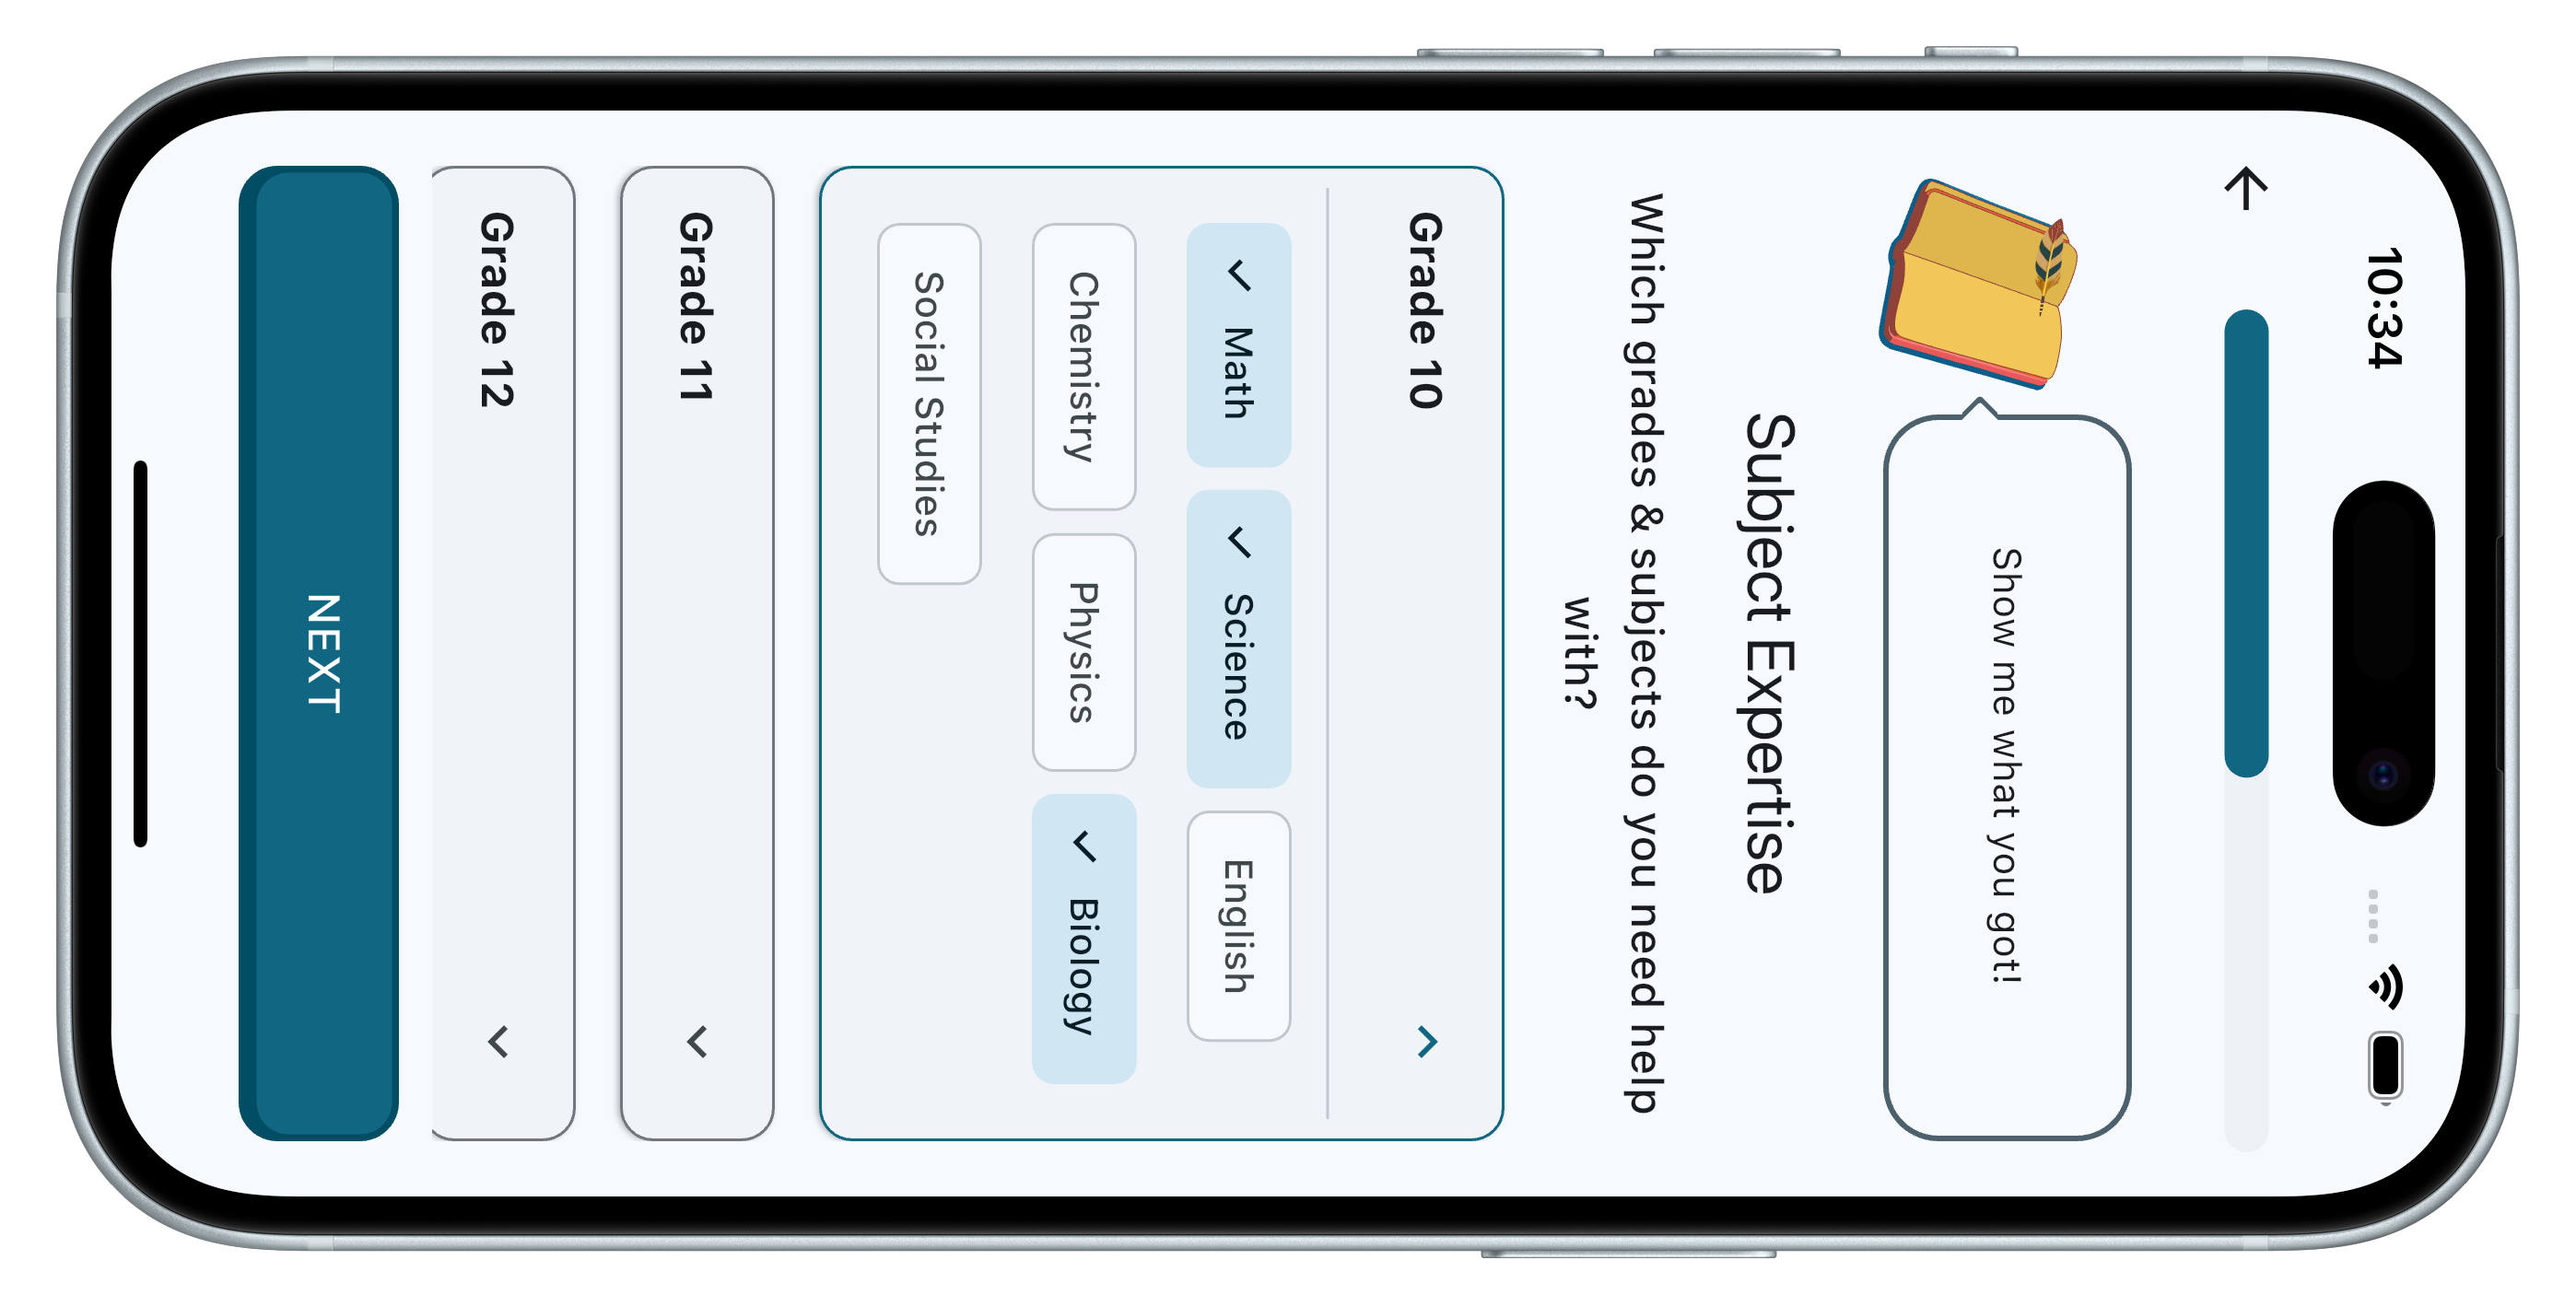 10:34
Show me what you got!
Subject Expertise
Which grades & subjects do you need help
with?
Grade 10
Math
Science
English
Chemistry
Physics
Biology
Social Studies
Grade 11
Grade 12
NEXT